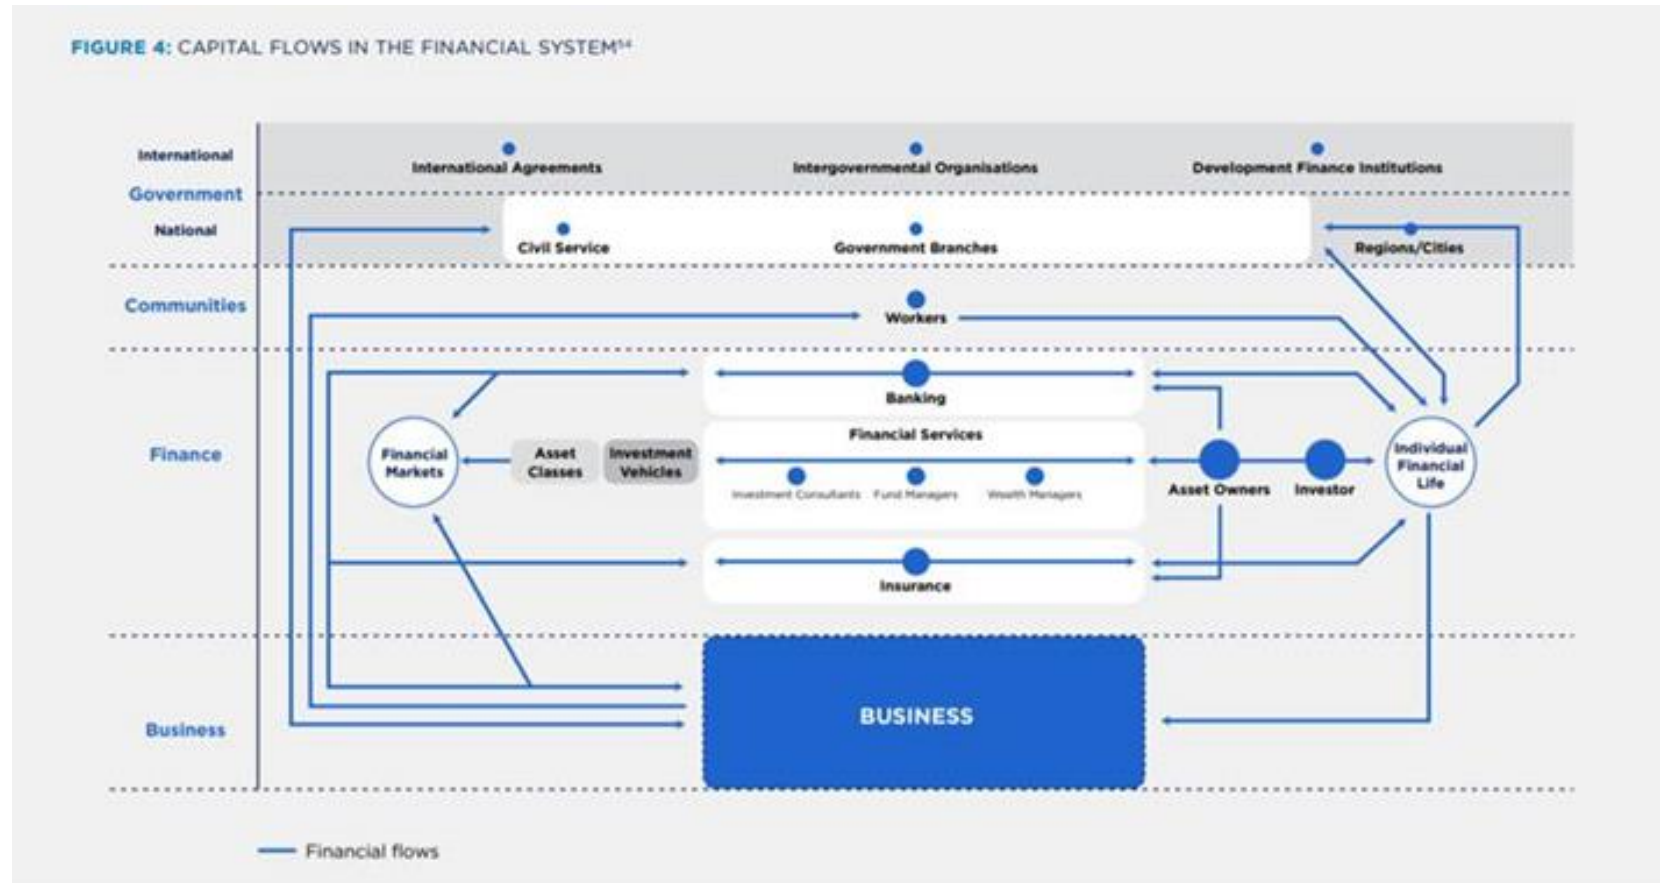 FIGURE 4: CAPITAL FLOWS IN THE FINANCIAL SYSTEM⁵⁴
International
International Agreements
Intergovernmental Organisations
Development Finance Institutions
Government
National
Civil Service
Government Branches
Regions/Cities
Communities
Workers
Banking
Finance
Financial
Markets
Asset
Classes
Investment
Vehicles
Financial Services
Investment Consultants
Fund Managers
Wealth Managers
Asset Owners
Investor
Individual
Financial
Life
Insurance
Business
BUSINESS
Financial flows